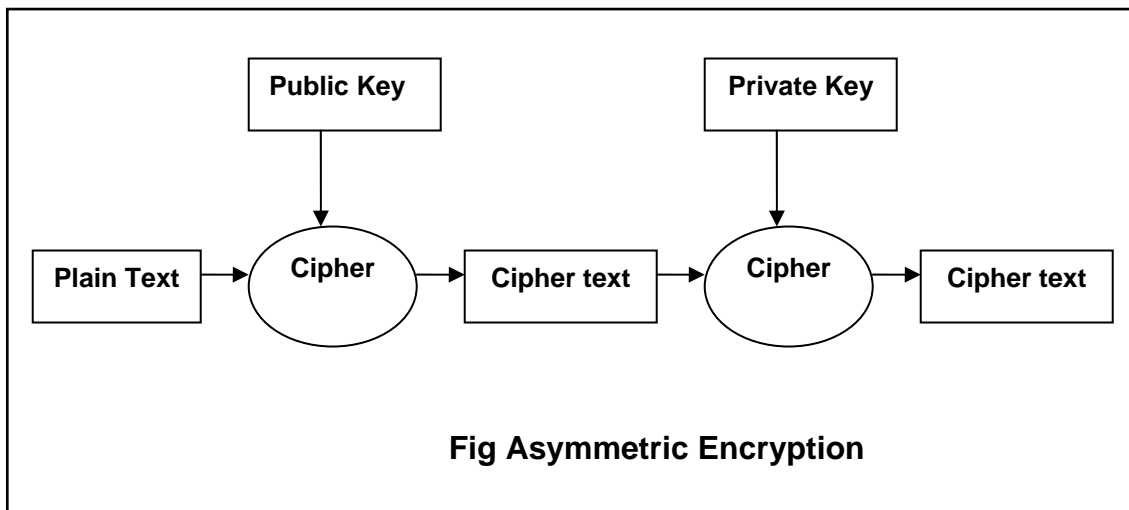 Public Key
Private Key
Plain Text
Cipher
Cipher text
Cipher
Cipher text
Fig Asymmetric Encryption